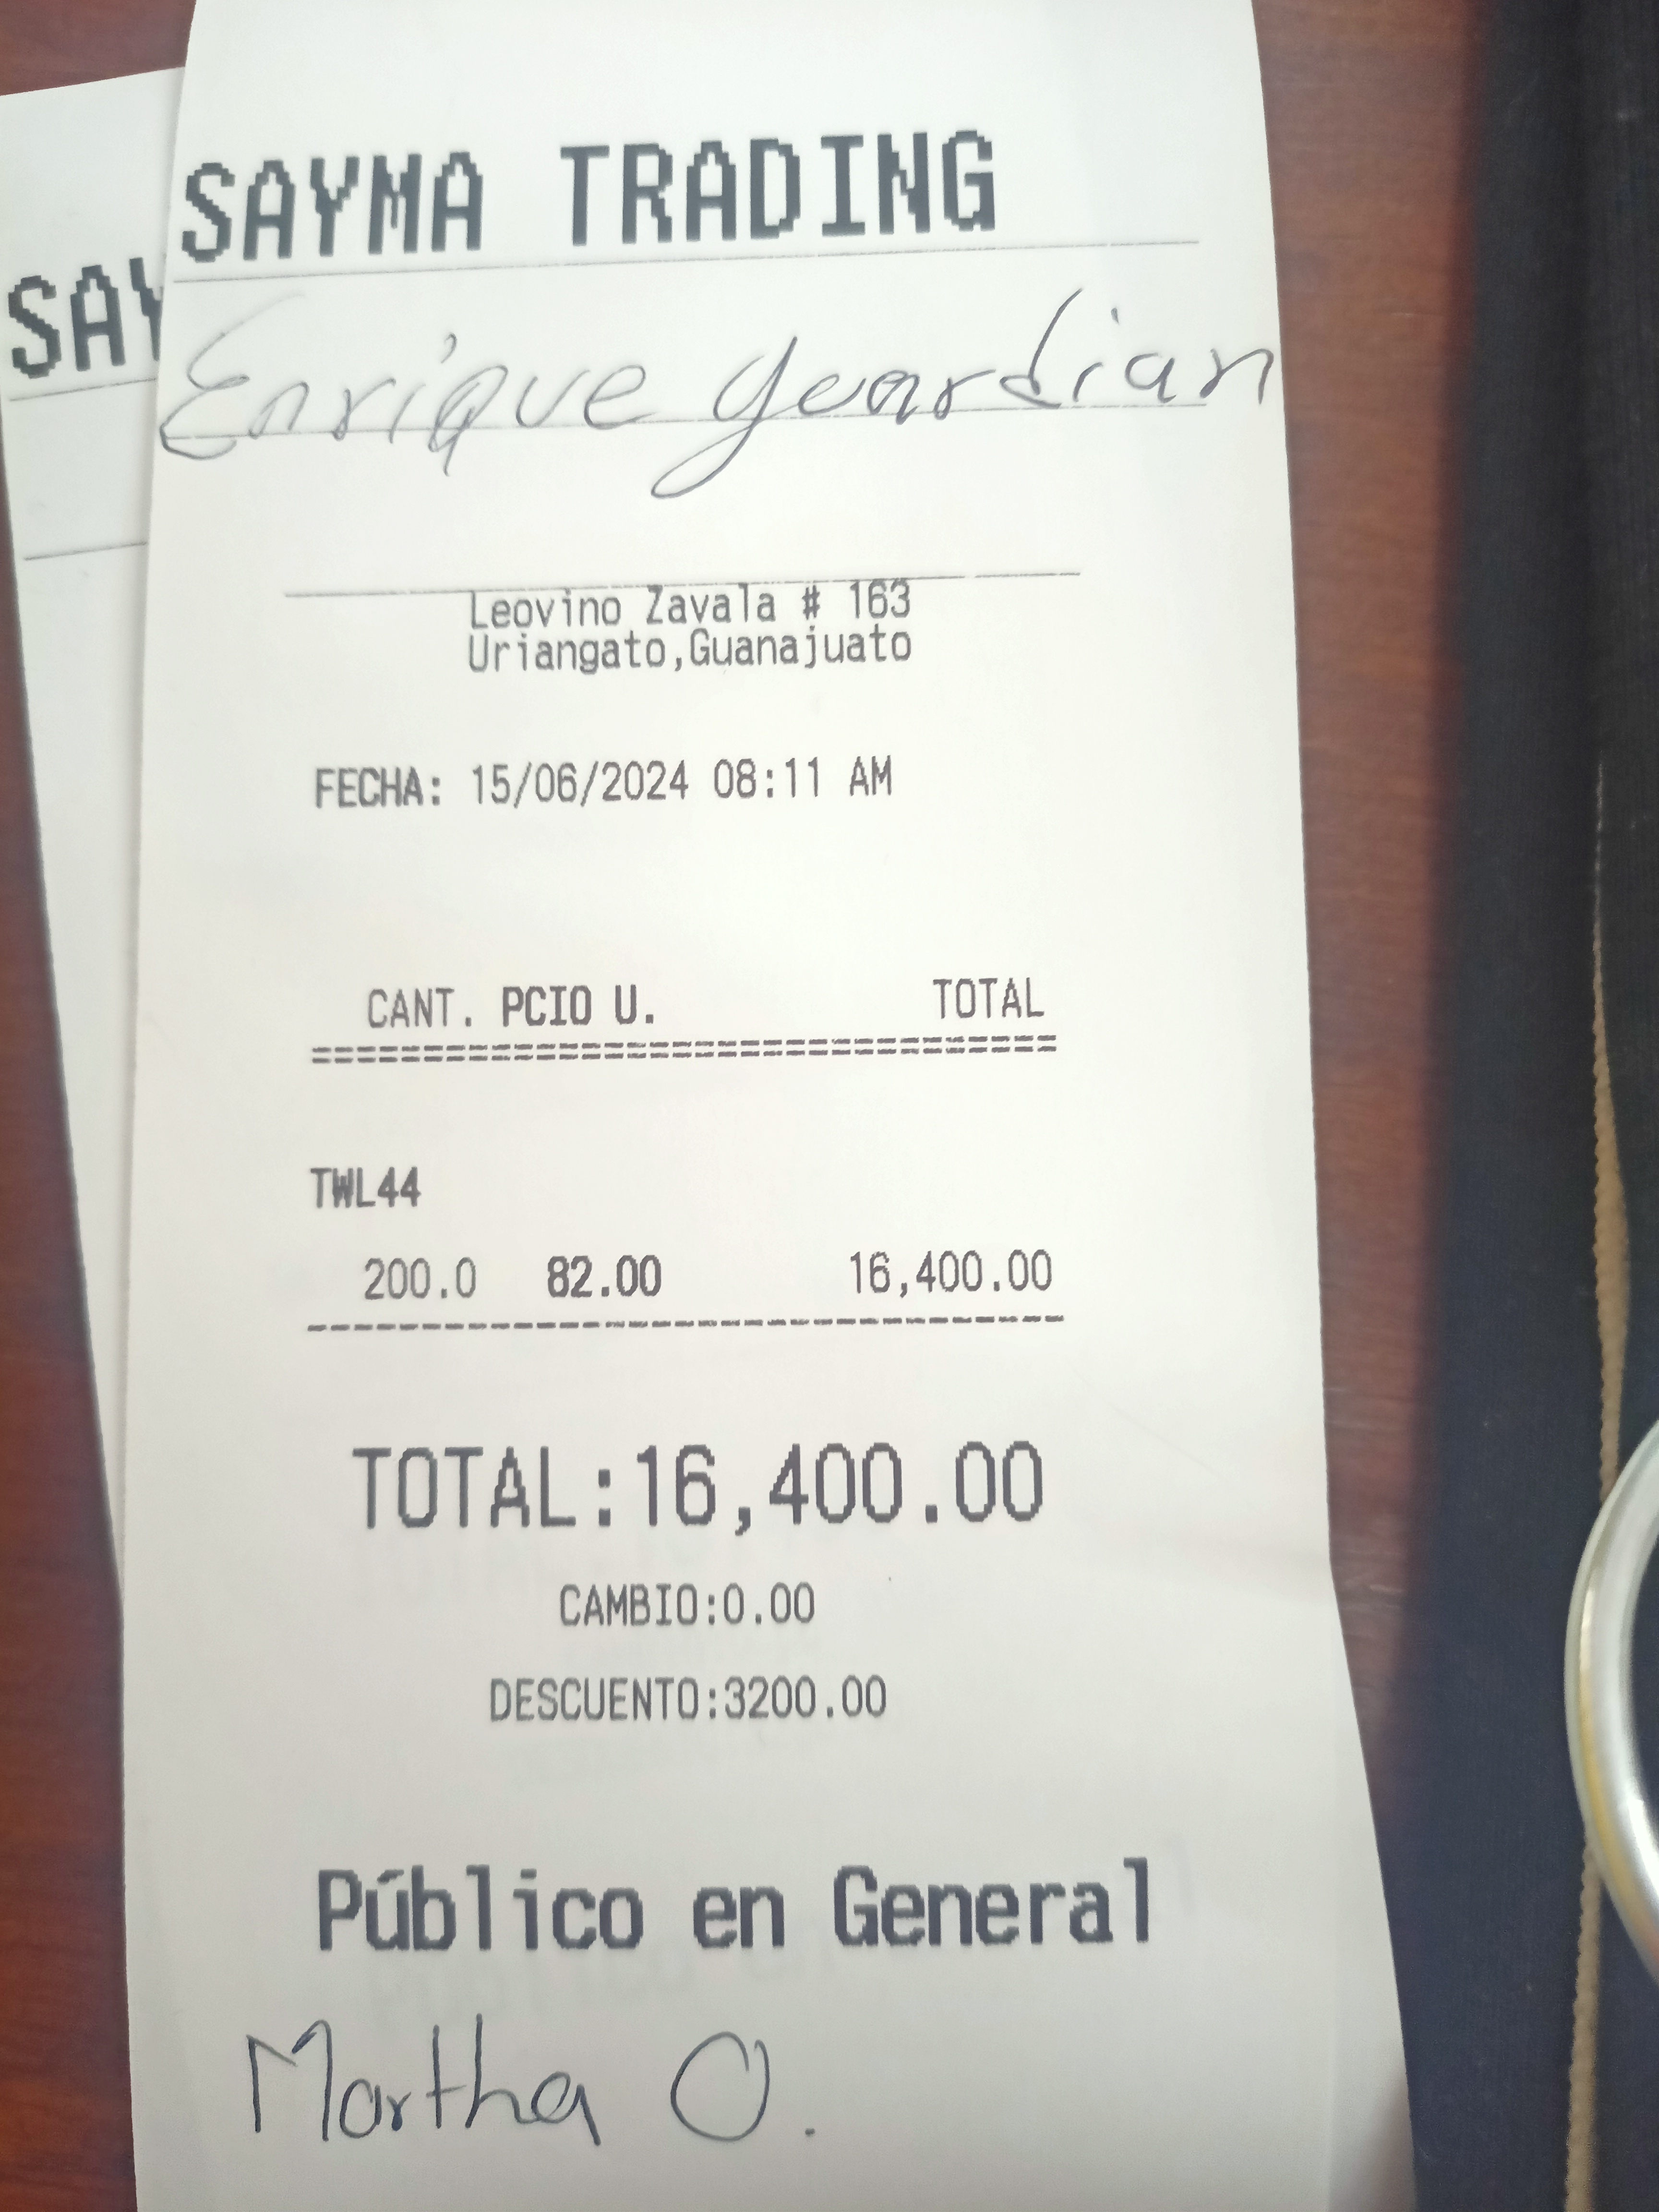 SAYMA TRADING
SAY
Enrique Guardian
Leovino Zavala # 163
Uriangato,Guanajuato
FECHA: 15/06/2024 08:11 AM
CANT. PCIO U. TOTAL
TWL44
200.0 82.00 16,400.00
TOTAL:16,400.00
CAMBIO:0.00
DESCUENTO:3200.00
Público en General
Martha O.